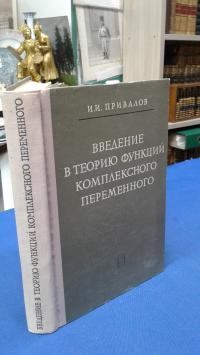 И.И. ПРИВАЛОВ
ВВЕДЕНИЕ
В ТЕОРИЮ ФУНКЦИЙ
КОМПЛЕКСНОГО
ПЕРЕМЕННОГО
ВВЕДЕНИЕ В ТЕОРИЮ ФУНКЦИЙ КОМПЛЕКСНОГО ПЕРЕМЕННОГО